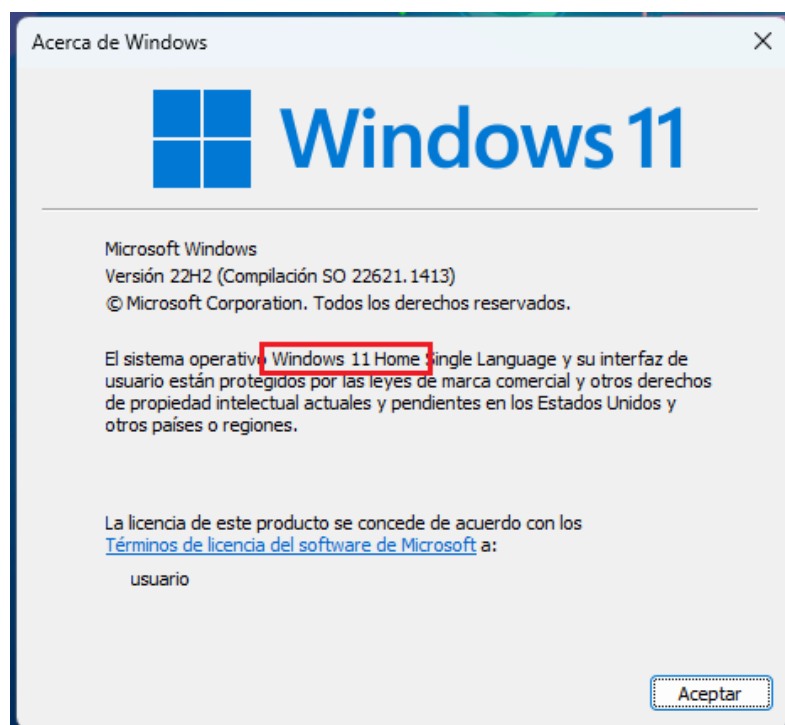 Acerca de Windows
Windows 11
Microsoft Windows
Versión 22H2 (Compilación SO 22621.1413)
© Microsoft Corporation. Todos los derechos reservados.
El sistema operativo Windows 11 Home Single Language y su interfaz de
usuario están protegidos por las leyes de marca comercial y otros derechos
de propiedad intelectual actuales y pendientes en los Estados Unidos y
otros países o regiones.
La licencia de este producto se concede de acuerdo con los
Términos de licencia del software de Microsoft a:
usuario
Aceptar